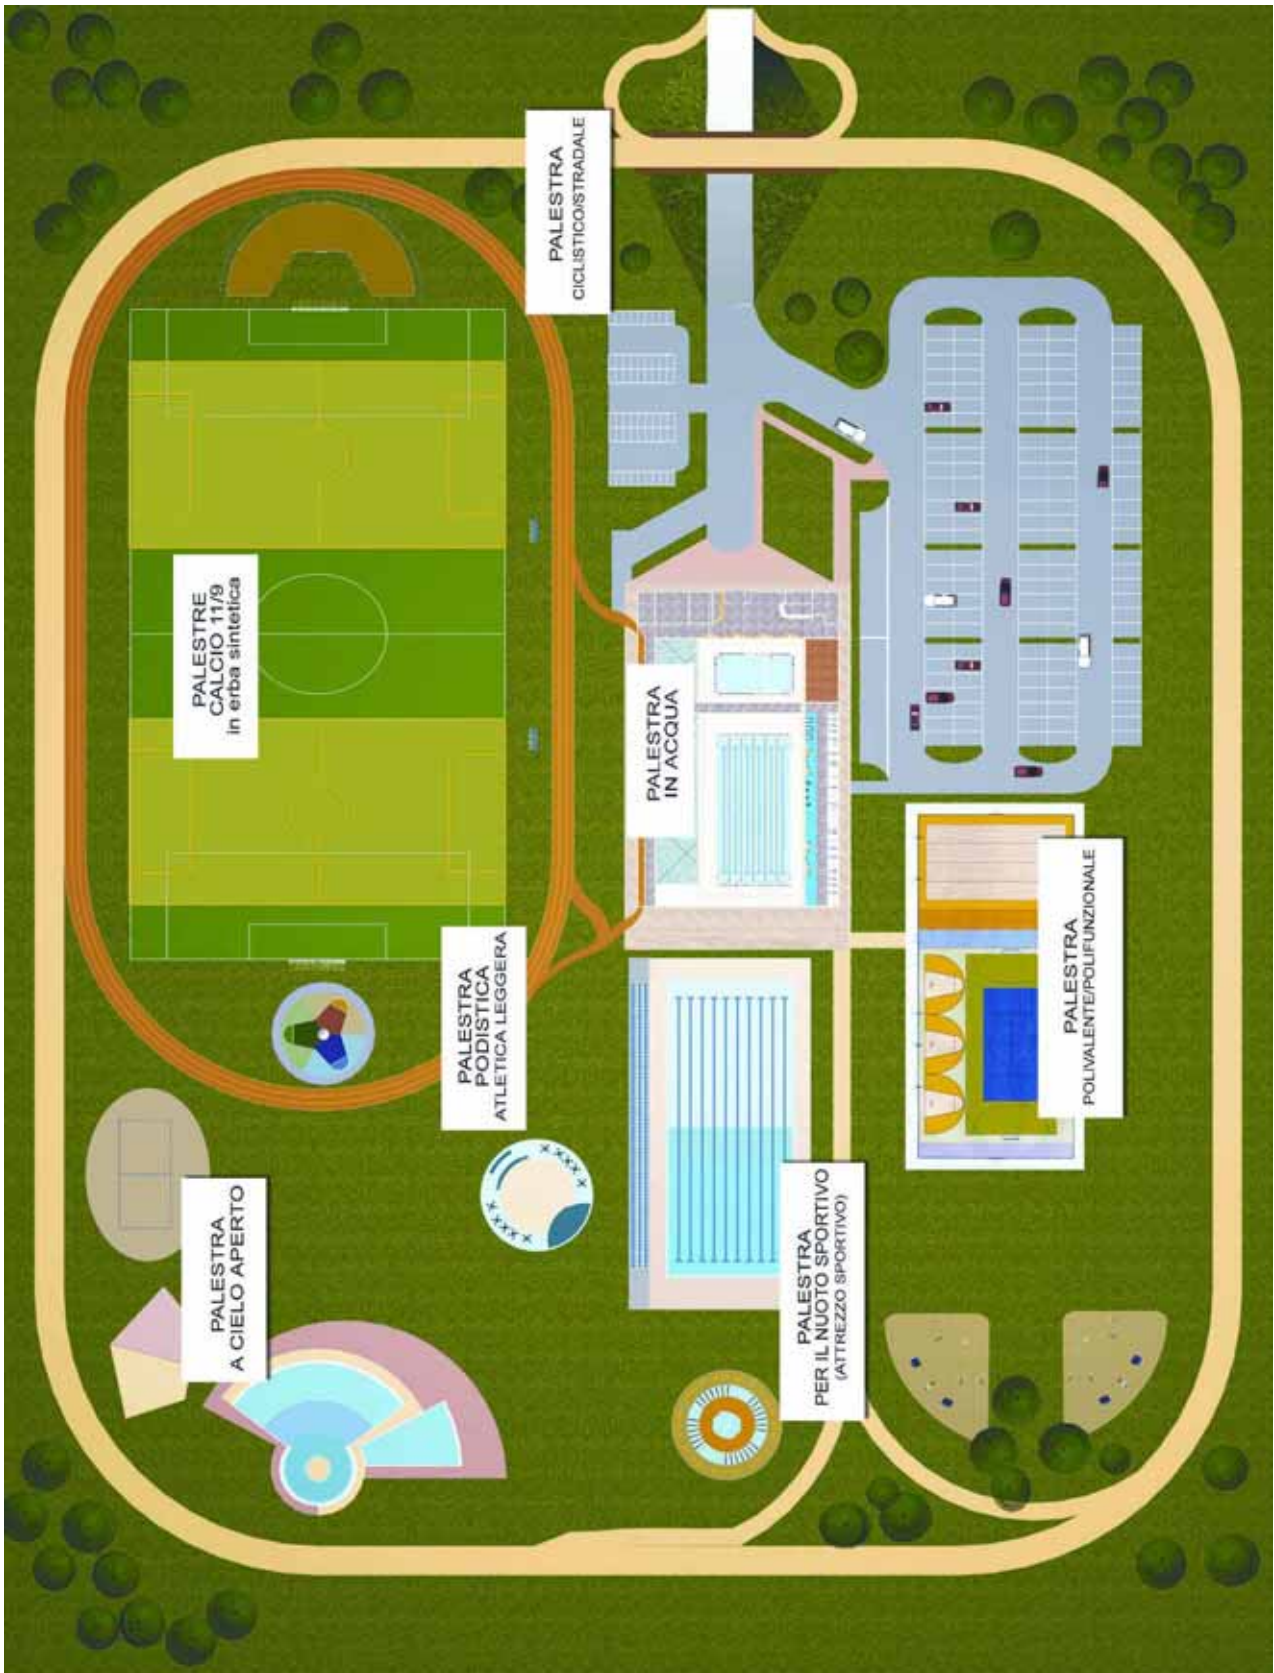 PALESTRA
CICLISTICO/STRADALE
PALESTRE
CALCIO 11/9
in erba sintetica
PALESTRA
IN ACQUA
PALESTRA
PODISTICA
ATLETICA LEGGERA
PALESTRA
POLIVALENTE/POLIFUNZIONALE
PALESTRA
A CIELO APERTO
PALESTRA
PER IL NUOTO SPORTIVO
(ATTREZZO SPORTIVO)